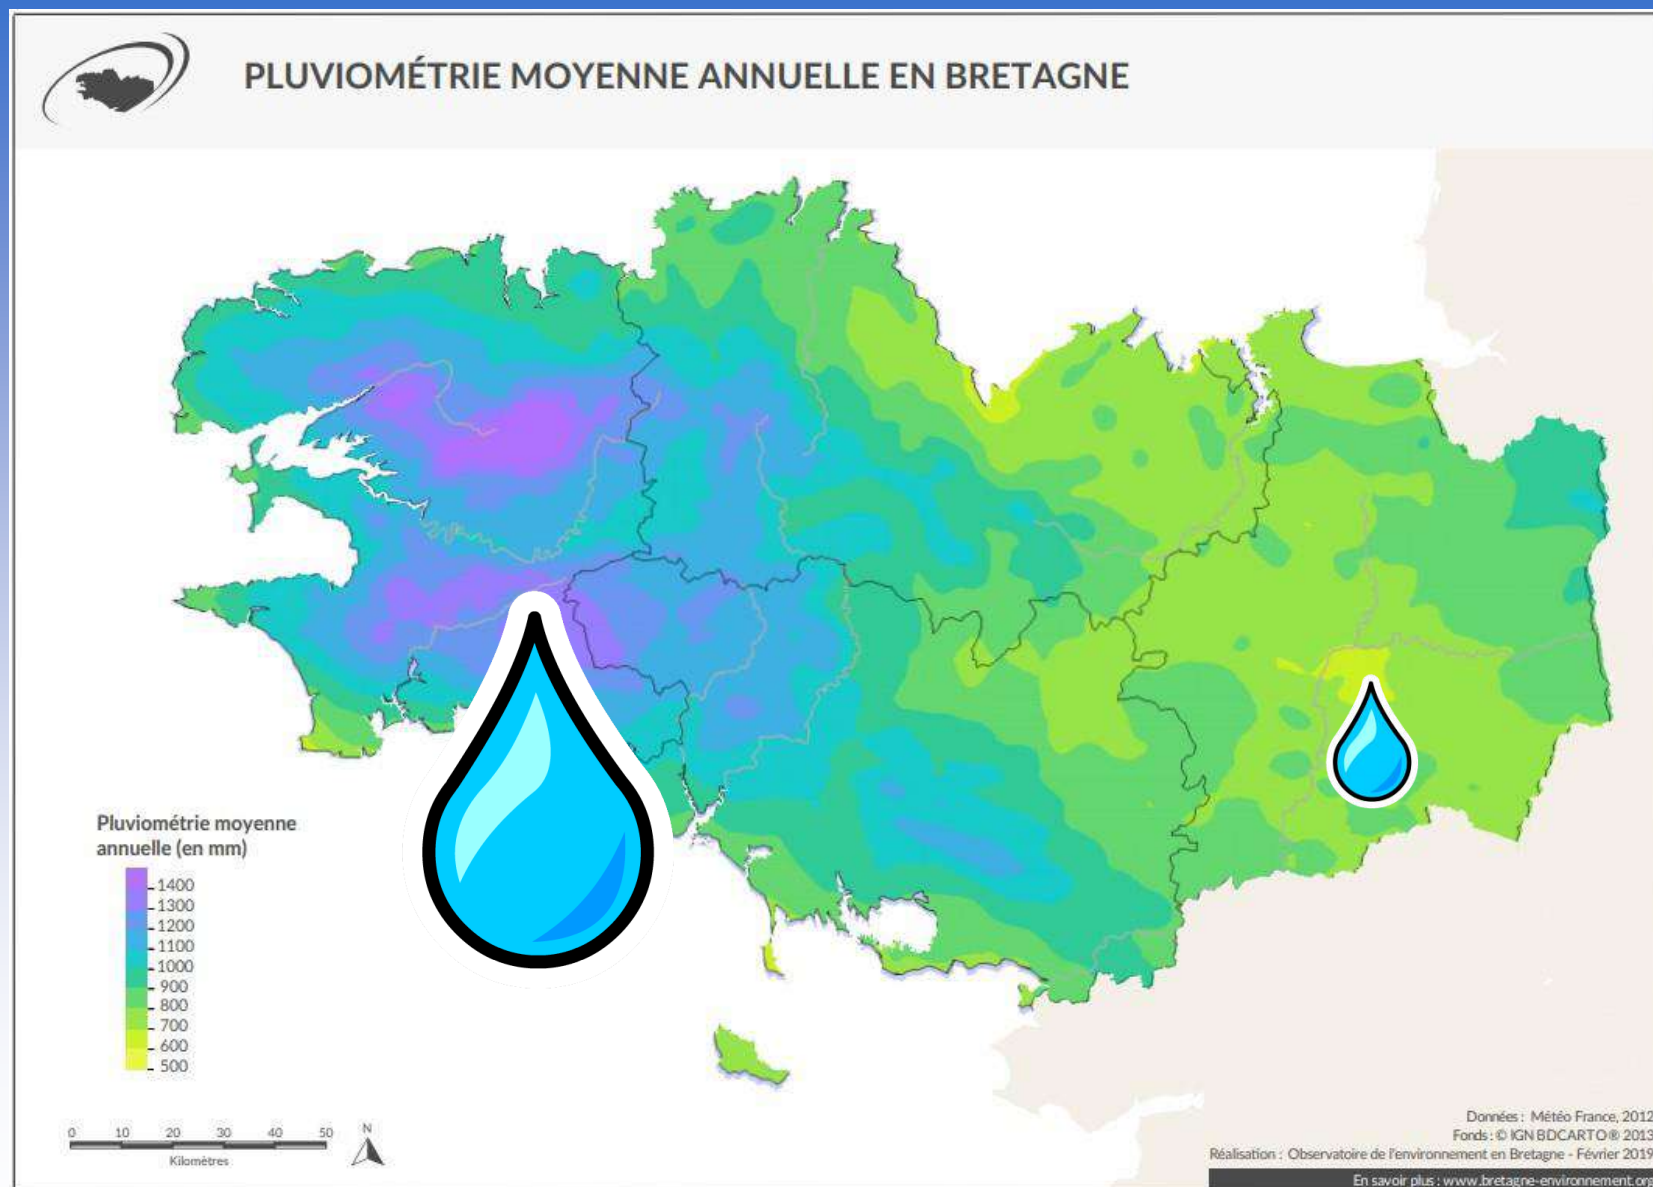 PLUVIOMÉTRIE MOYENNE ANNUELLE EN BRETAGNE
Pluviométrie moyenne
annuelle (en mm)
1400
1300
1200
1100
1000
900
800
700
600
500
0 10 20 30 40 50
Kilomètres
N
Données : Météo France, 2012
Fonds : © IGN BDCARTO® 2013
Réalisation : Observatoire de l'environnement en Bretagne - Février 2019
En savoir plus : www.bretagne-environnement.org